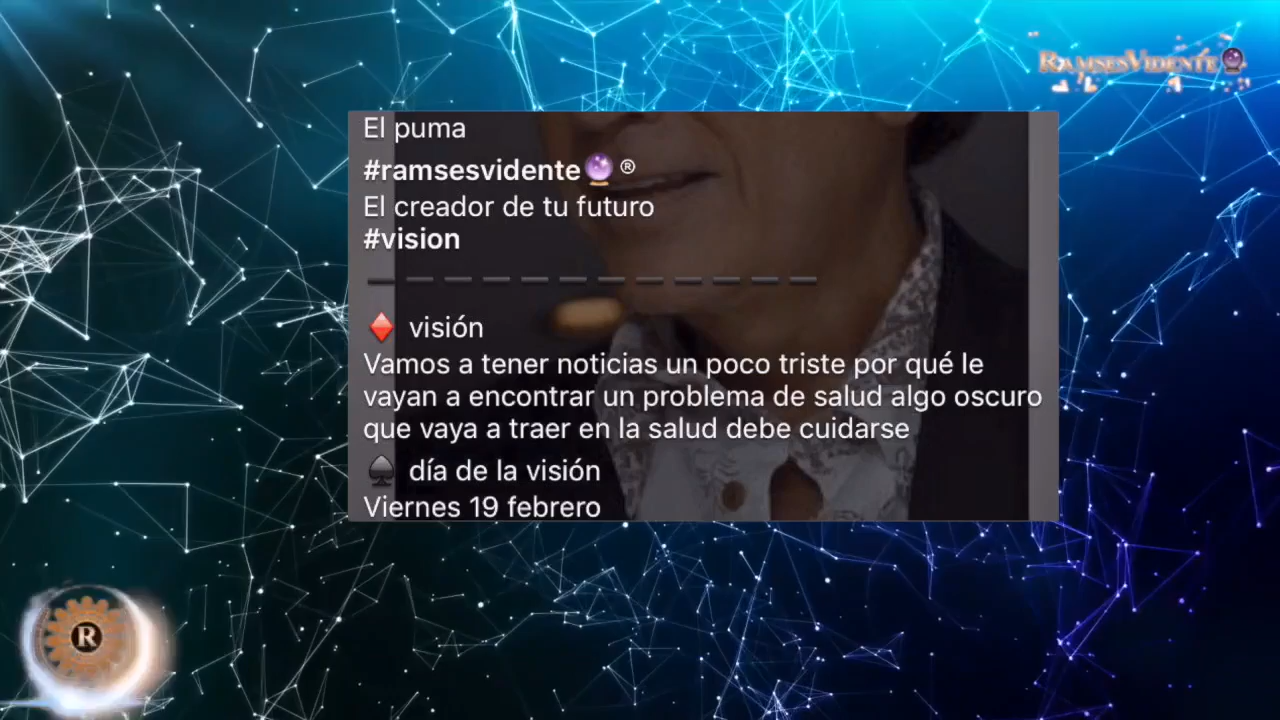 RAMSESVIDENTE
El puma
#ramsesvidente🔮®
El creador de tu futuro
#vision
— — — — — — — — — — — —
♦️ visión
Vamos a tener noticias un poco triste por qué le
vayan a encontrar un problema de salud algo oscuro
que vaya a traer en la salud debe cuidarse
♠️ día de la visión
Viernes 19 febrero
R